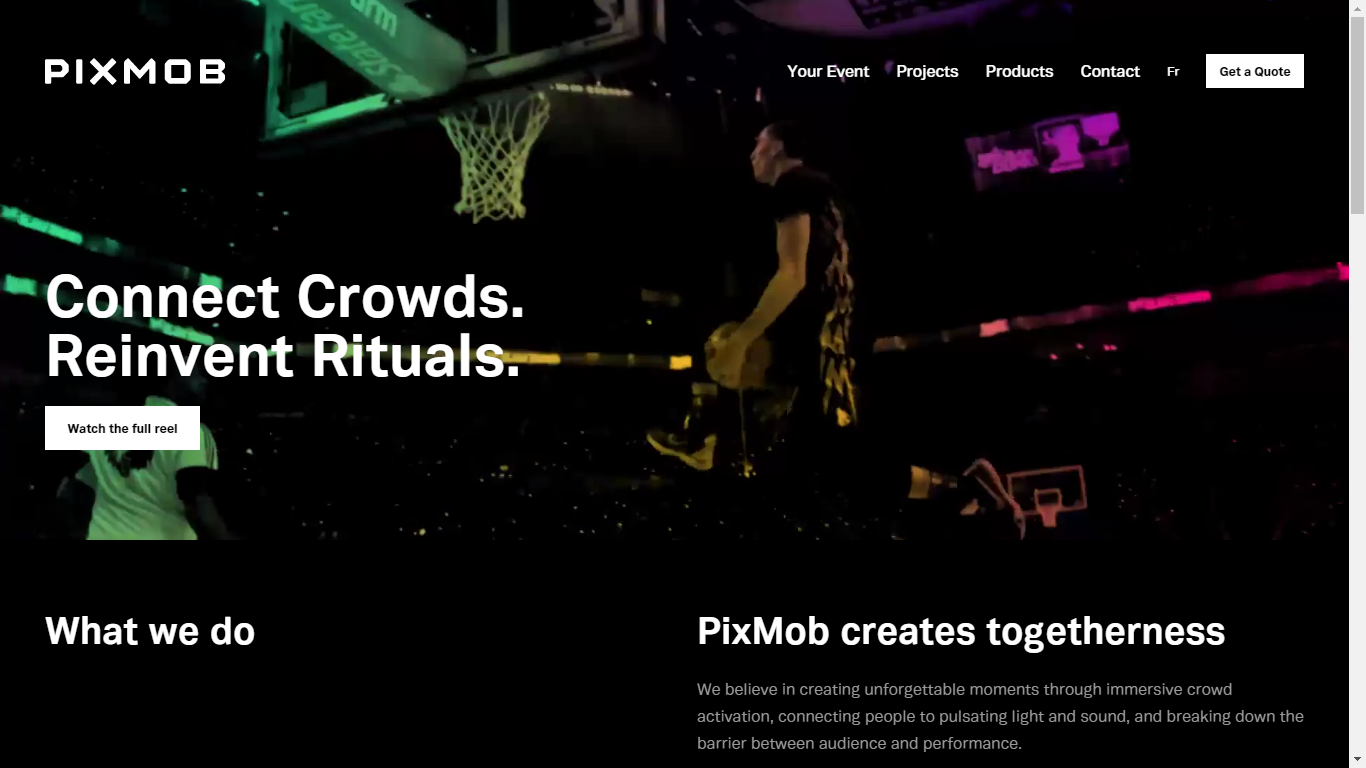 StateFarm
PIXMOB
Your Event
Projects
Products
Contact
Fr
Get a Quote
Connect Crowds.
Reinvent Rituals.
Watch the full reel
What we do
PixMob creates togetherness
We believe in creating unforgettable moments through immersive crowd
activation, connecting people to pulsating light and sound, and breaking down the
barrier between audience and performance.